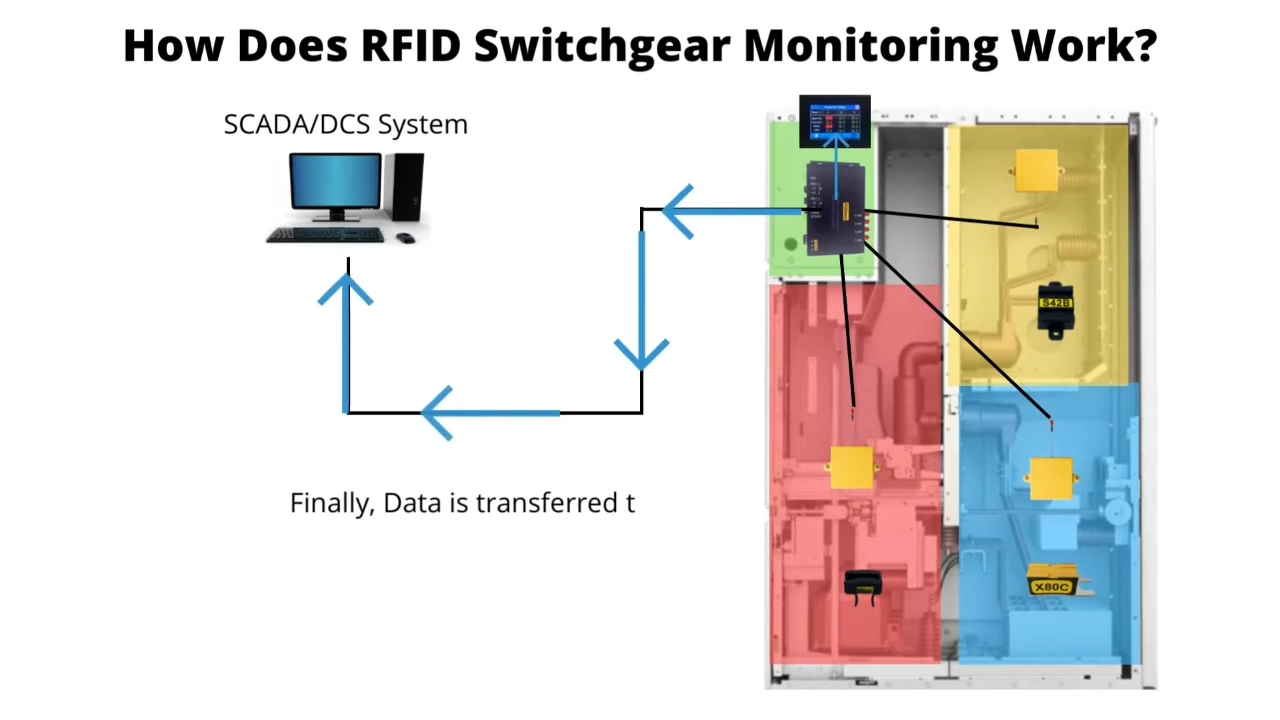 How Does RFID Switchgear Monitoring Work?
SCADA/DCS System
S42B
Finally, Data is transferred t
X80C